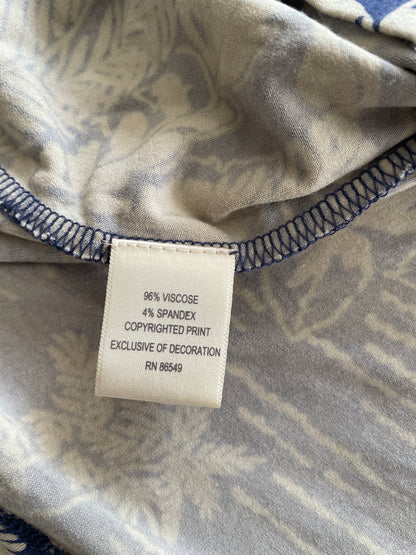 96% VISCOSE
4% SPANDEX
COPYRIGHTED PRINT
EXCLUSIVE OF DECORATION
RN 86549